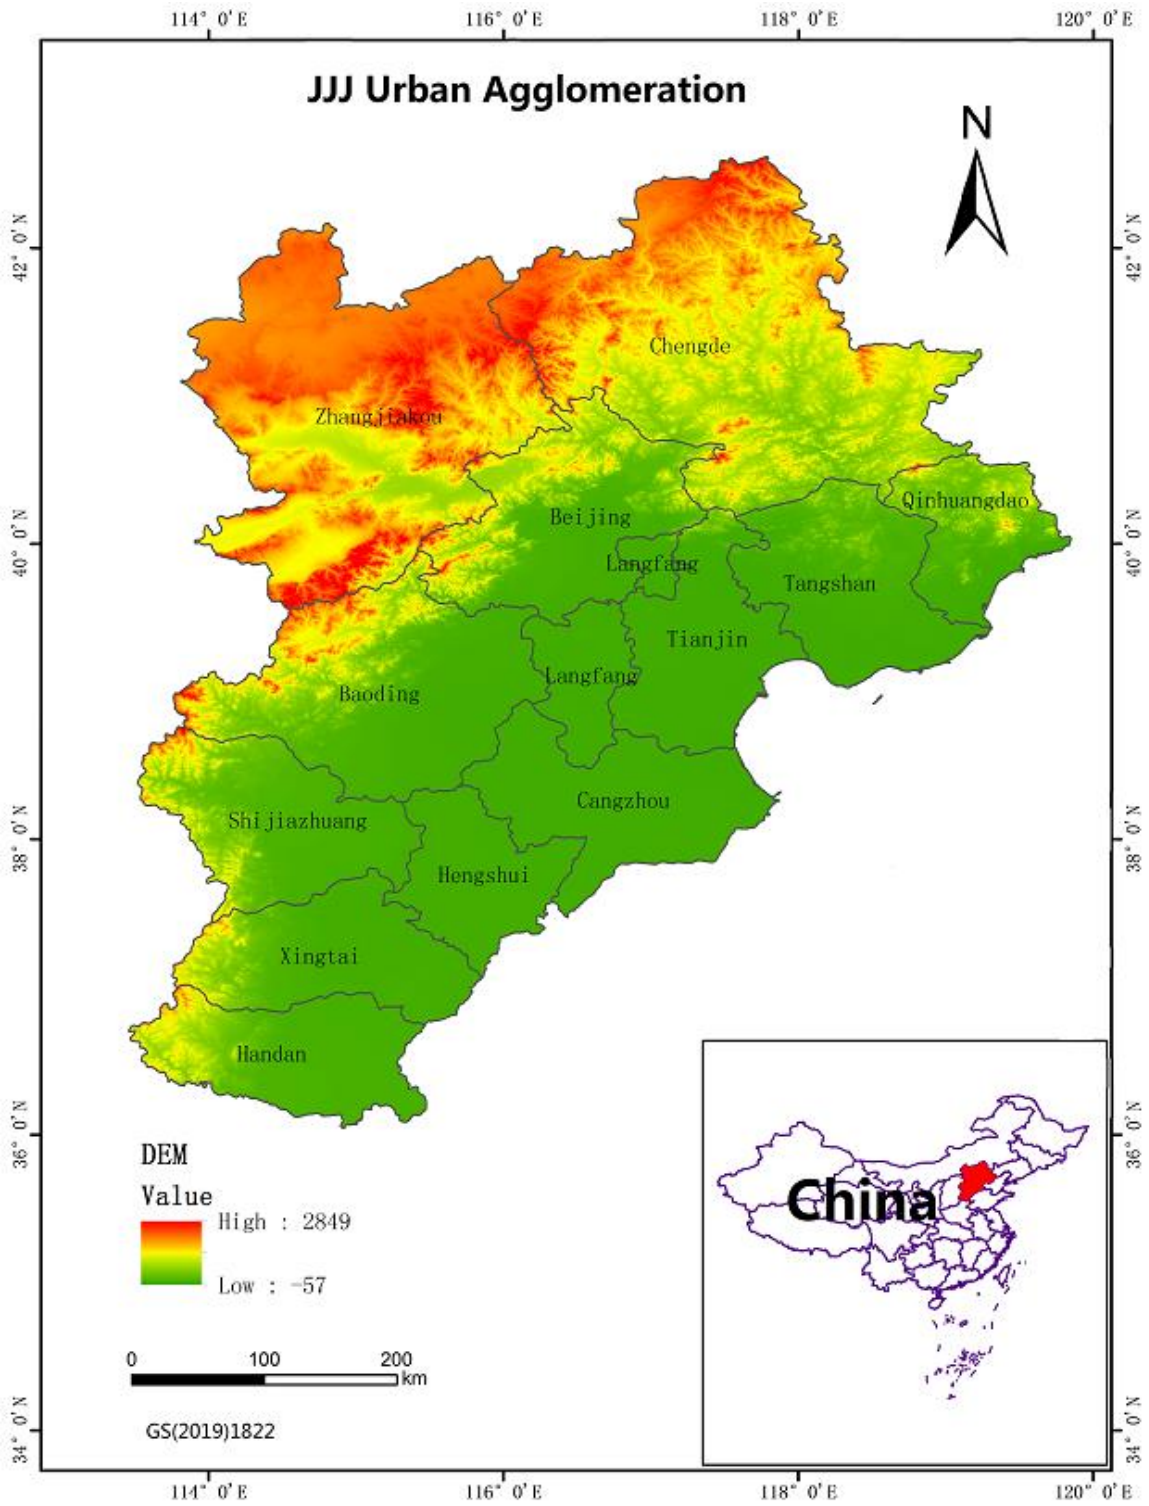 114° 0′E 116° 0′E 118° 0′E 120° 0′E
JJJ Urban Agglomeration
N
42° 0′N
42° 0′N
Chengde
Zhangjiakou
Qinhuangdao
Beijing
40° 0′N
40° 0′N
Langfang
Tangshan
Tianjin
Langfang
Baoding
Cangzhou
Shijiazhuang
38° 0′N
38° 0′N
Hengshui
Xingtai
Handan
36° 0′N
36° 0′N
DEM
Value
High : 2849
Low : -57
China
0 100 200
km
GS(2019)1822
34° 0′N
34° 0′N
114° 0′E 116° 0′E 118° 0′E 120° 0′E